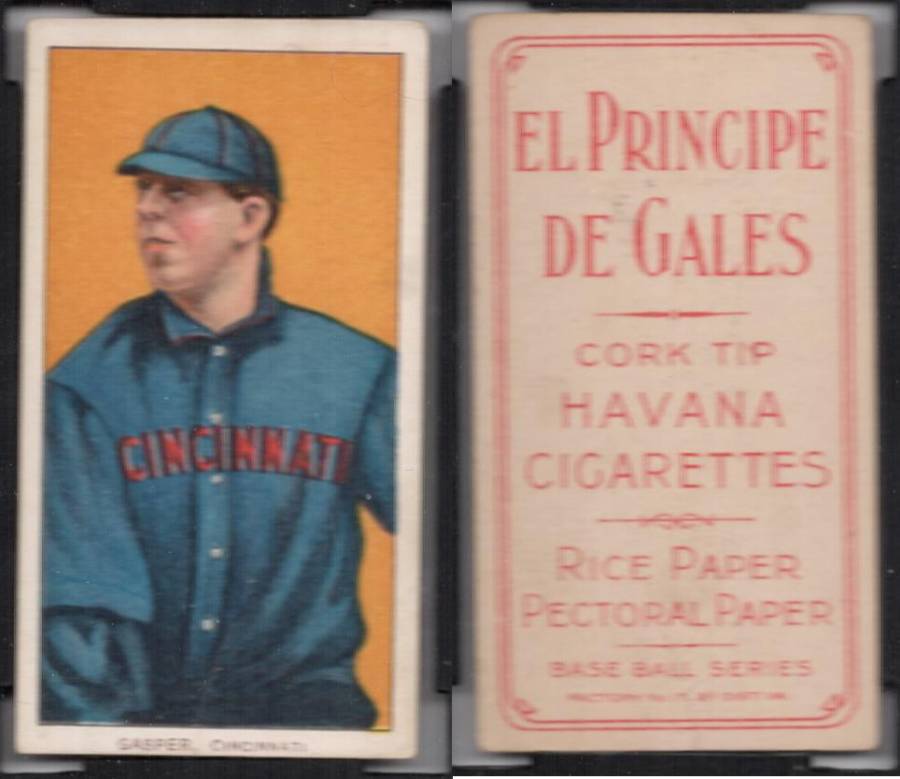 CINCINNATI
GASPER, CINCINNATI
EL PRINCIPE
DE GALES
CORK TIP
HAVANA
CIGARETTES
RICE PAPER
PECTORAL PAPER
BASE BALL SERIES